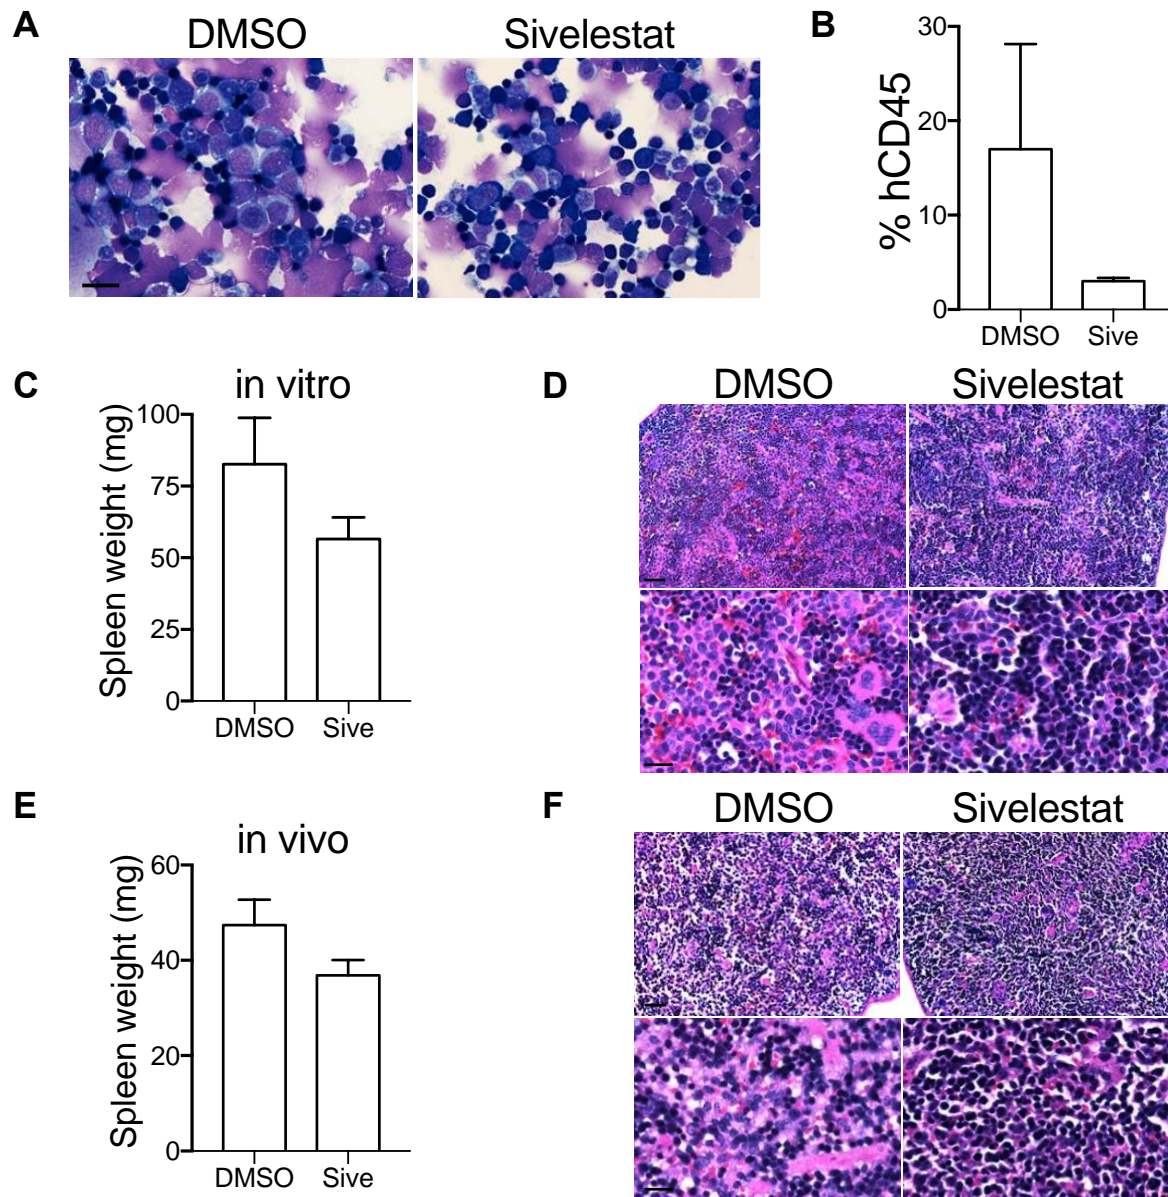 A
DMSO
Sivelestat
B
% hCD45
30
20
10
0
DMSO
Sive
C
in vitro
Spleen weight (mg)
100
75
50
25
0
DMSO
Sive
D
DMSO
Sivelestat
E
in vivo
Spleen weight (mg)
60
40
20
0
DMSO
Sive
F
DMSO
Sivelestat